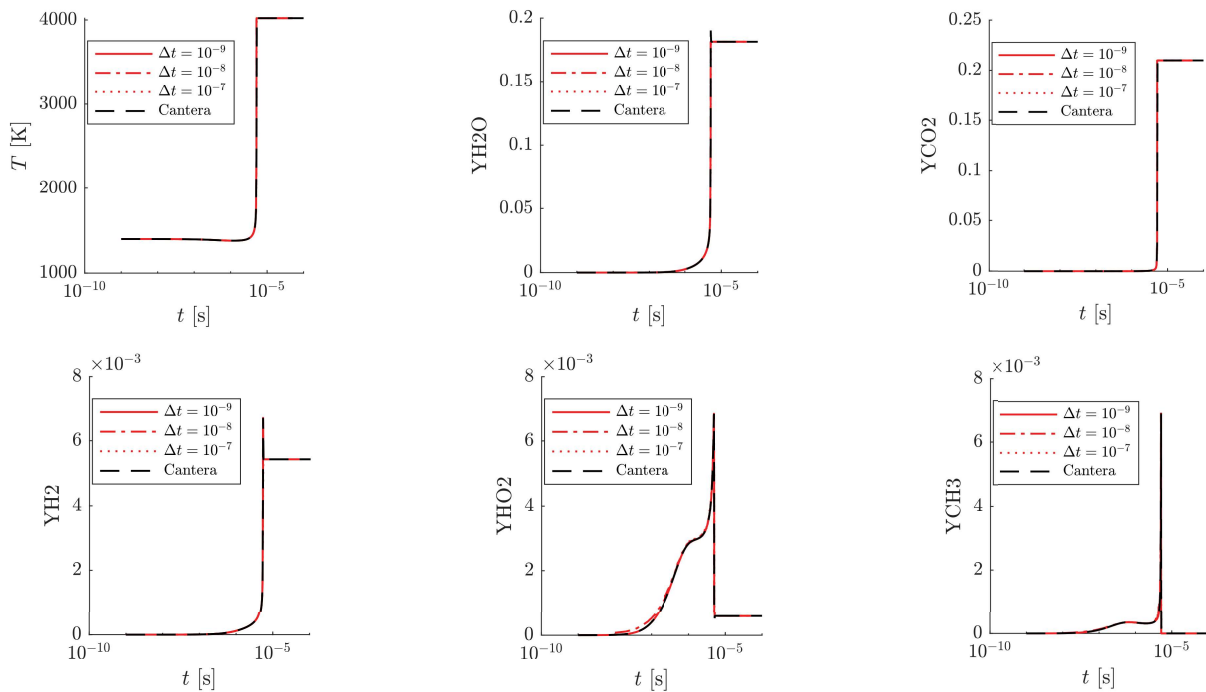 4000
3000
2000
1000
T [K]
Δt = 10⁻⁹
Δt = 10⁻⁸
Δt = 10⁻⁷
Cantera
10⁻¹⁰
10⁻⁵
t [s]
0.2
0.15
0.1
0.05
0
YH2O
Δt = 10⁻⁹
Δt = 10⁻⁸
Δt = 10⁻⁷
Cantera
10⁻¹⁰
10⁻⁵
t [s]
0.25
0.2
0.15
0.1
0.05
0
YCO2
Δt = 10⁻⁹
Δt = 10⁻⁸
Δt = 10⁻⁷
Cantera
10⁻¹⁰
10⁻⁵
t [s]
×10⁻³
8
6
4
2
0
YH2
Δt = 10⁻⁹
Δt = 10⁻⁸
Δt = 10⁻⁷
Cantera
10⁻¹⁰
10⁻⁵
t [s]
×10⁻³
8
6
4
2
0
YHO2
Δt = 10⁻⁹
Δt = 10⁻⁸
Δt = 10⁻⁷
Cantera
10⁻¹⁰
10⁻⁵
t [s]
×10⁻³
8
6
4
2
0
YCH3
Δt = 10⁻⁹
Δt = 10⁻⁸
Δt = 10⁻⁷
Cantera
10⁻¹⁰
10⁻⁵
t [s]